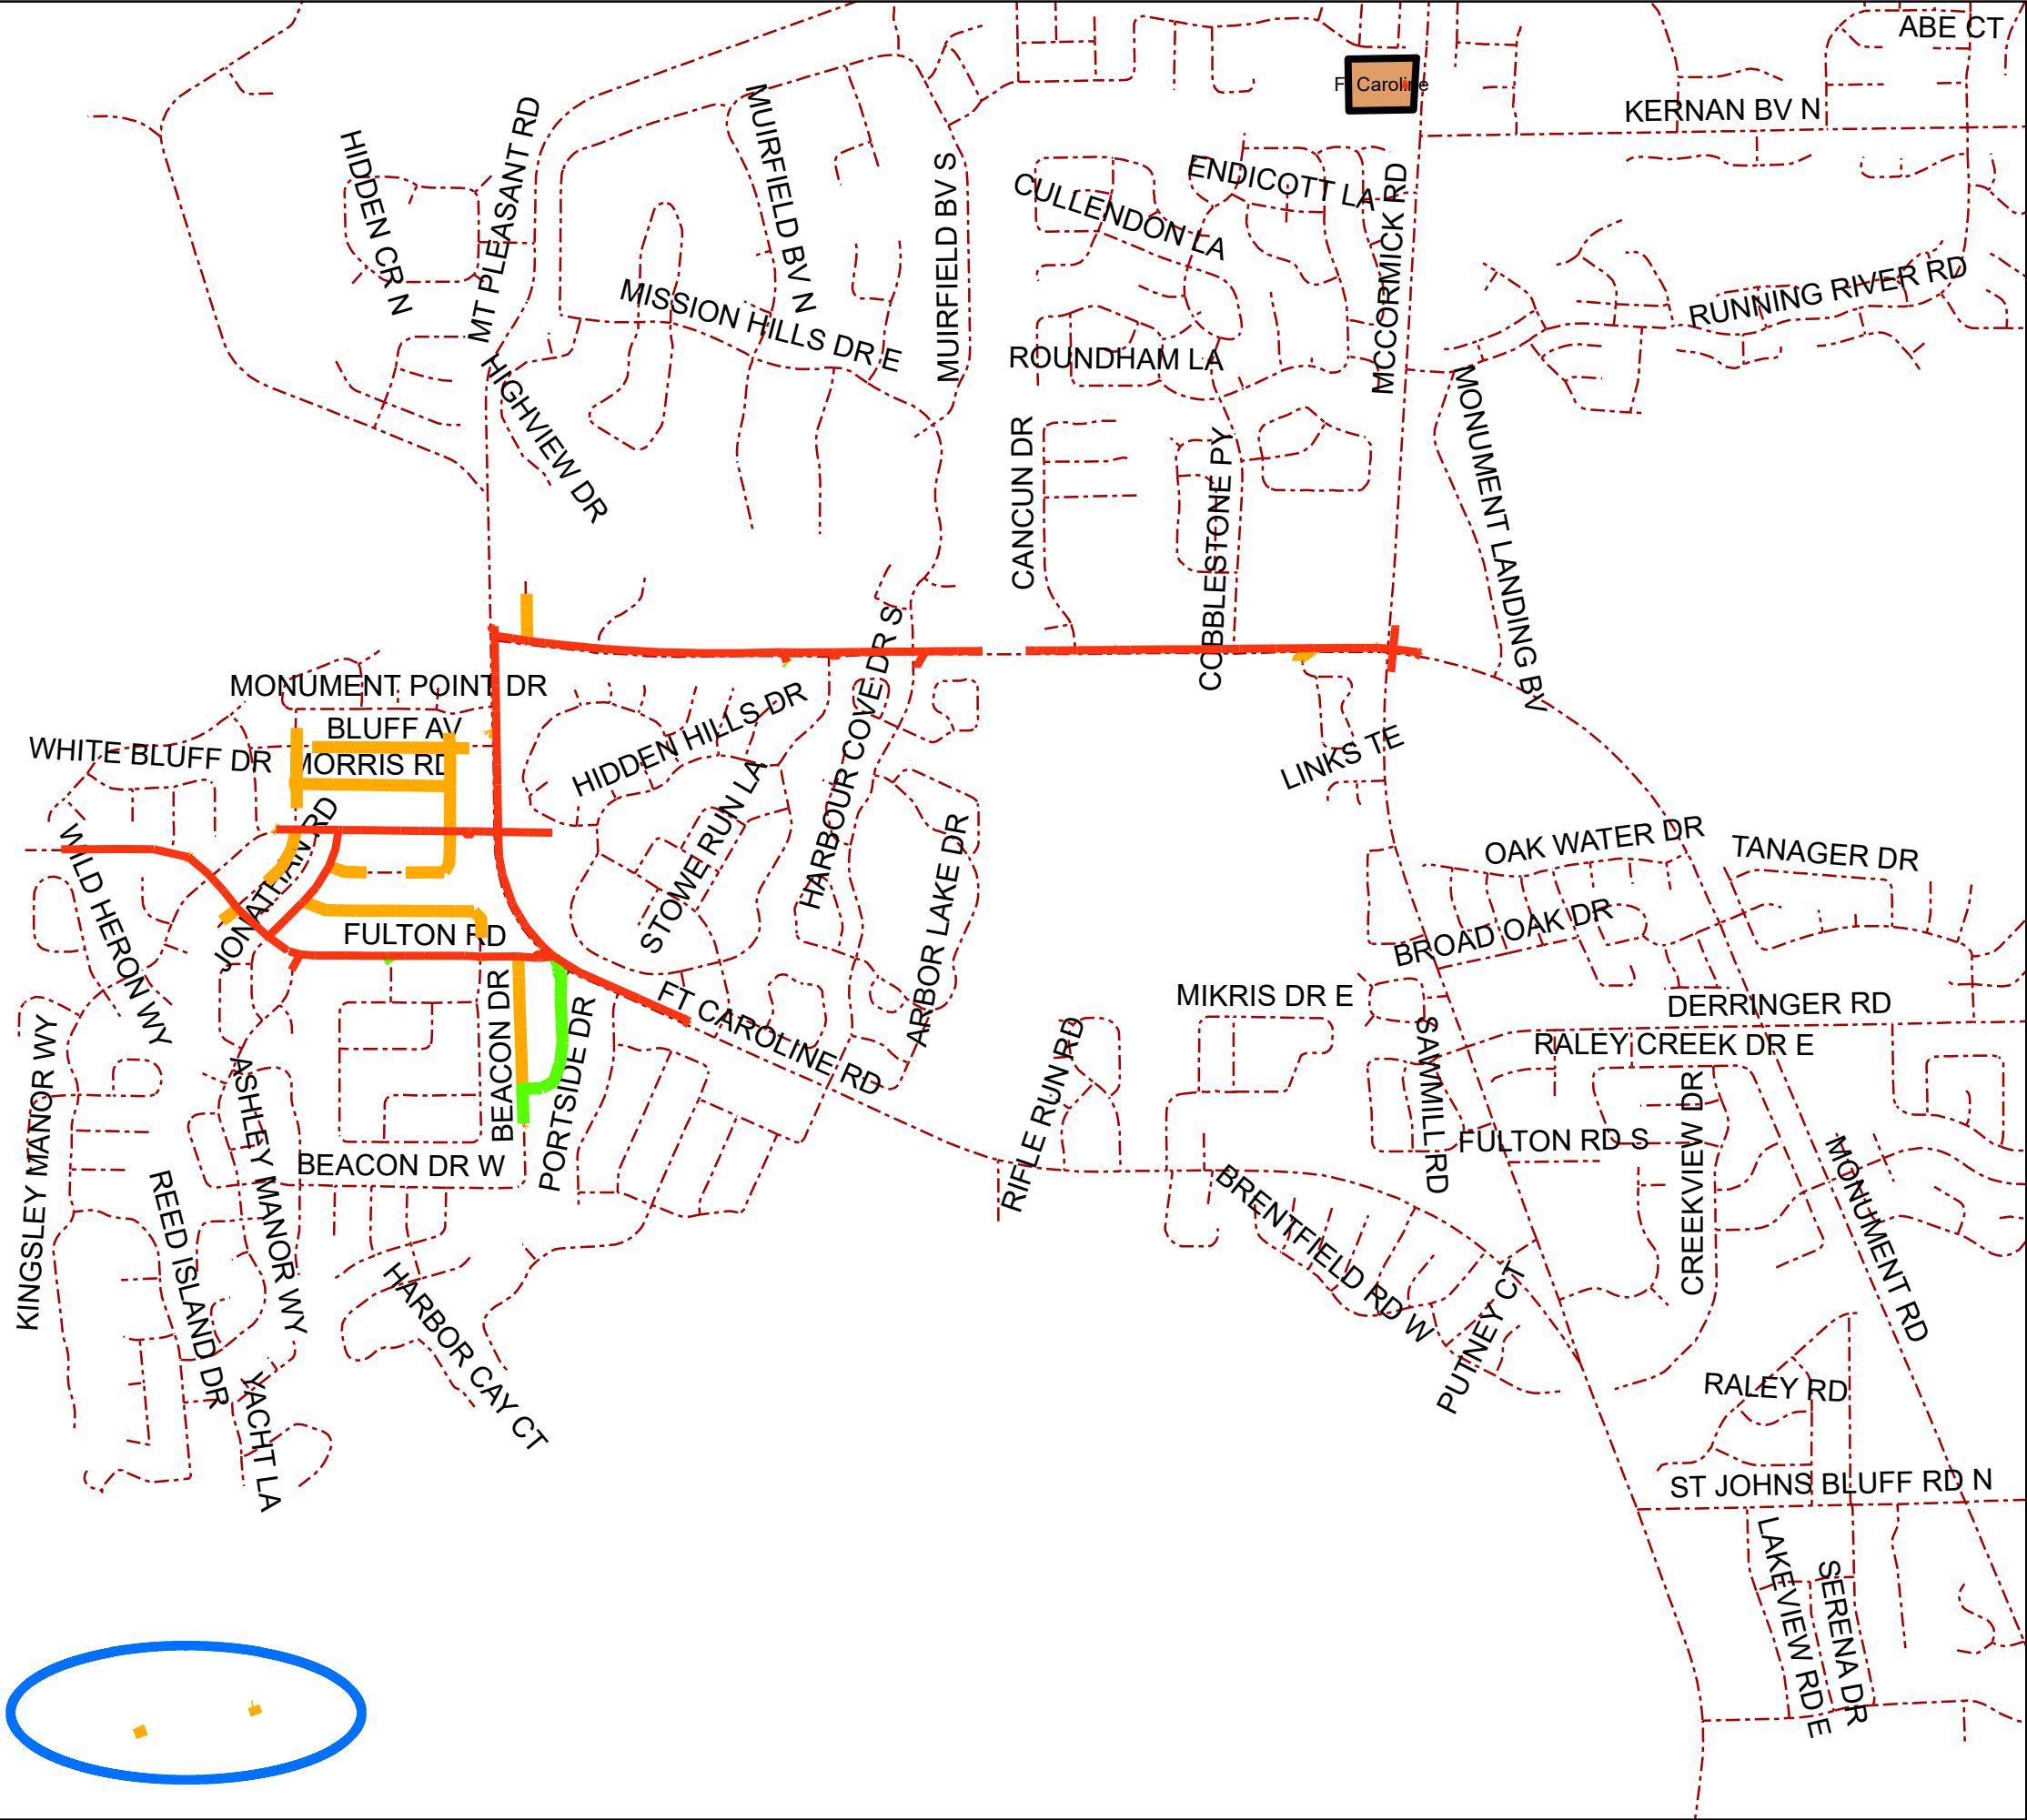 ABE CT
Ft Caroline
KERNAN BV N
HIDDEN CR N
MT PLEASANT RD
MUIRFIELD BV N
MUIRFIELD BV S
CULLENDON LA
ENDICOTT LA
MCCORMICK RD
RUNNING RIVER RD
MISSION HILLS DR E
ROUNDHAM LA
HIGHVIEW DR
CANCUN DR
COBBLESTONE PY
MONUMENT LANDING BV
MONUMENT POINT DR
BLUFF AV
WHITE BLUFF DR
MORRIS RD
HIDDEN HILLS DR
HARBOUR COVE DR S
LINKS TE
WILD HERON WY
JONATHAN RD
STOWE RUN LA
ARBOR LAKE DR
OAK WATER DR
TANAGER DR
FULTON RD
BROAD OAK DR
FT CAROLINE RD
MIKRIS DR E
DERRINGER RD
BEACON DR
PORTSIDE DR
RIFLE RUN RD
SAWMILL RD
RALEY CREEK DR E
KINGSLEY MANOR WY
ASHLEY MANOR WY
BEACON DR W
FULTON RD S
CREEKVIEW DR
MONUMENT RD
REED ISLAND DR
BRENTFIELD RD W
PUTNEY CT
HARBOR CAY CT
YACHT LA
RALEY RD
ST JOHNS BLUFF RD N
LAKEVIEW RD E
SERENA DR